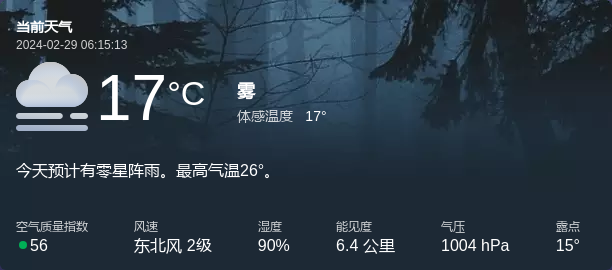 当前天气
2024-02-29 06:15:13
17°C
雾
体感温度 17°
今天预计有零星阵雨。最高气温26°。
空气质量指数 风速 湿度 能见度 气压 露点
56 东北风 2级 90% 6.4 公里 1004 hPa 15°